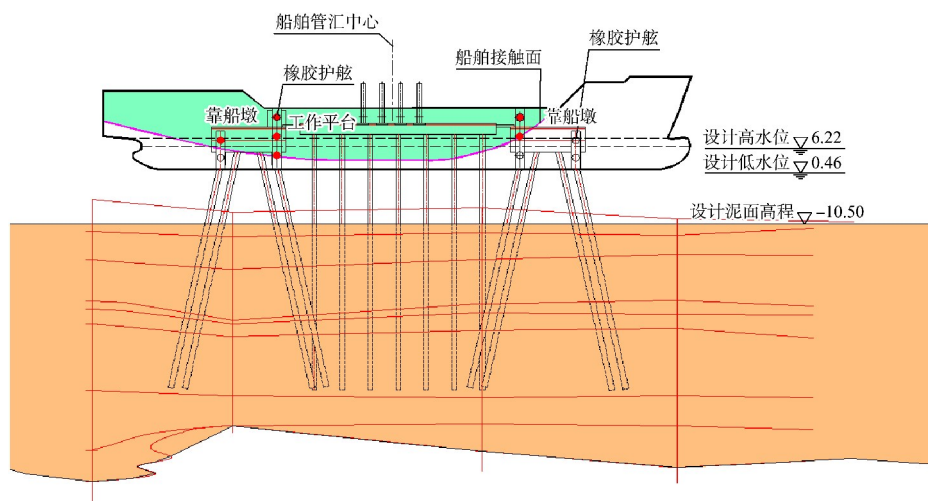 船舶管汇中心
橡胶护舷
船舶接触面
橡胶护舷
靠船墩
工作平台
靠船墩
设计高水位 6.22
设计低水位 0.46
设计泥面高程 -10.50